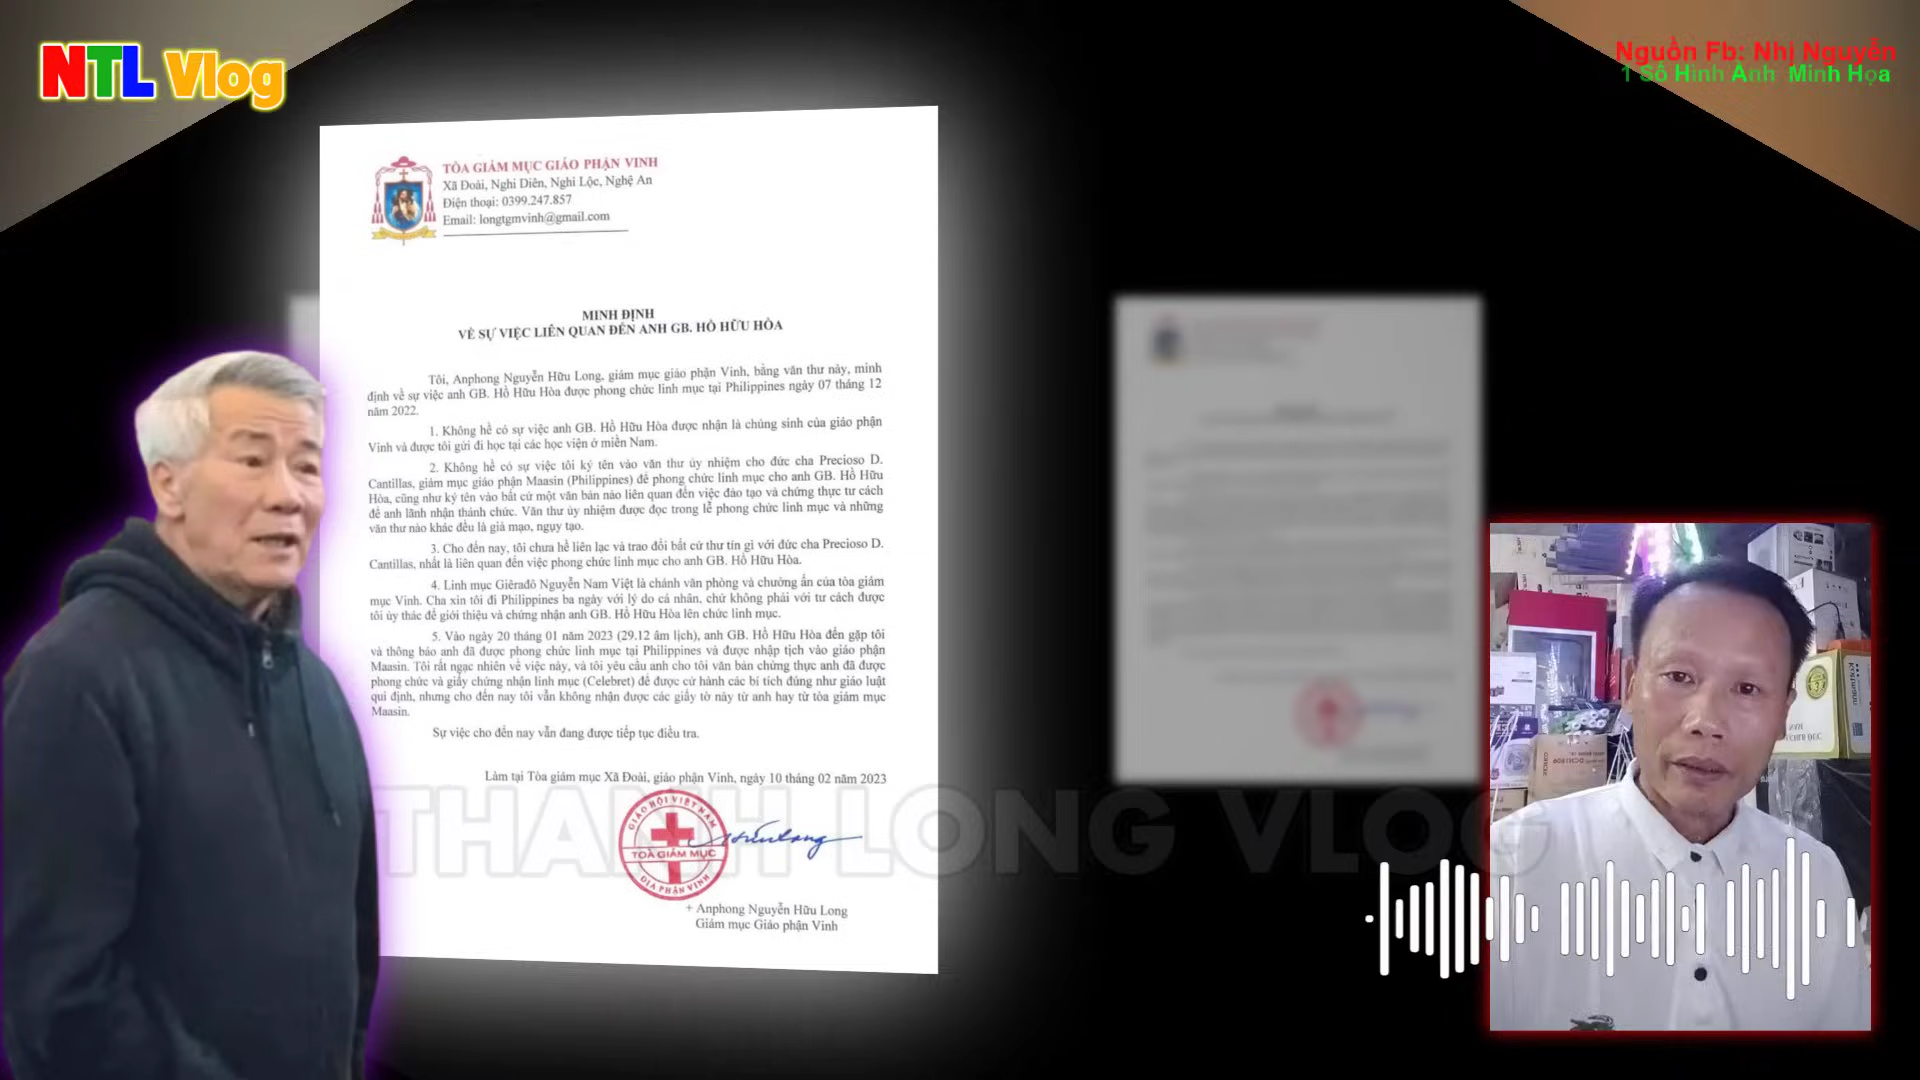 NTL Vlog
Nguồn Fb: Nhị Nguyễn
1 Số Hình Ảnh Minh Họa
TÒA GIÁM MỤC GIÁO PHẬN VINH
Xã Đoài, Nghi Diên, Nghi Lộc, Nghệ An
Điện thoại: 0399.247.857
Email: longtgmvinh@gmail.com
MINH ĐỊNH
VỀ SỰ VIỆC LIÊN QUAN ĐẾN ANH GB. HỒ HỮU HÒA
Tôi, Anphong Nguyễn Hữu Long, giám mục giáo phận Vinh, bằng văn thư này, minh
định về sự việc anh GB. Hồ Hữu Hòa được phong chức linh mục tại Philippines ngày 07 tháng 12
năm 2022.
1. Không hề có sự việc anh GB. Hồ Hữu Hòa được nhận là chủng sinh của giáo phận
Vinh và được tôi gửi đi học tại các học viện ở miền Nam.
2. Không hề có sự việc tôi ký tên vào văn thư ủy nhiệm cho đức cha Precioso D.
Cantillas, giám mục giáo phận Maasin (Philippines) để phong chức linh mục cho anh GB. Hồ Hữu
Hòa, cũng như ký tên vào bất cứ một văn bản nào liên quan đến việc đào tạo và chứng thực tư cách
để anh lãnh nhận thánh chức. Văn thư ủy nhiệm được đọc trong lễ phong chức linh mục và những
văn thư nào khác đều là giả mạo, ngụy tạo.
3. Cho đến nay, tôi chưa hề liên lạc và trao đổi bất cứ thư tín gì với đức cha Precioso D.
Cantillas, nhất là liên quan đến việc phong chức linh mục cho anh GB. Hồ Hữu Hòa.
4. Linh mục Giêrađô Nguyễn Nam Việt là chánh văn phòng và chưởng ấn của tòa giám
mục Vinh. Cha xin tôi đi Philippines ba ngày với lý do cá nhân, chứ không phải với tư cách được
tôi ủy thác để giới thiệu và chứng nhận anh GB. Hồ Hữu Hòa lên chức linh mục.
5. Vào ngày 20 tháng 01 năm 2023 (29.12 âm lịch), anh GB. Hồ Hữu Hòa đến gặp tôi
và thông báo anh đã được phong chức linh mục tại Philippines và được nhập tịch vào giáo phận
Maasin. Tôi rất ngạc nhiên về việc này, và tôi yêu cầu anh cho tôi văn bản chứng thực anh đã được
phong chức và giấy chứng nhận linh mục (Celebret) để được cử hành các bí tích đúng như giáo luật
qui định, nhưng cho đến nay tôi vẫn không nhận được các giấy tờ này từ anh hay từ tòa giám mục
Maasin.
Sự việc cho đến nay vẫn đang được tiếp tục điều tra.
Làm tại Tòa giám mục Xã Đoài, giáo phận Vinh, ngày 10 tháng 02 năm 2023
GIÁO HỘI VIỆT NAM
TOÀ GIÁM MỤC
ĐỊA PHẬN VINH
+ Anphong Nguyễn Hữu Long
Giám mục Giáo phận Vinh
THANH LONG VLOG